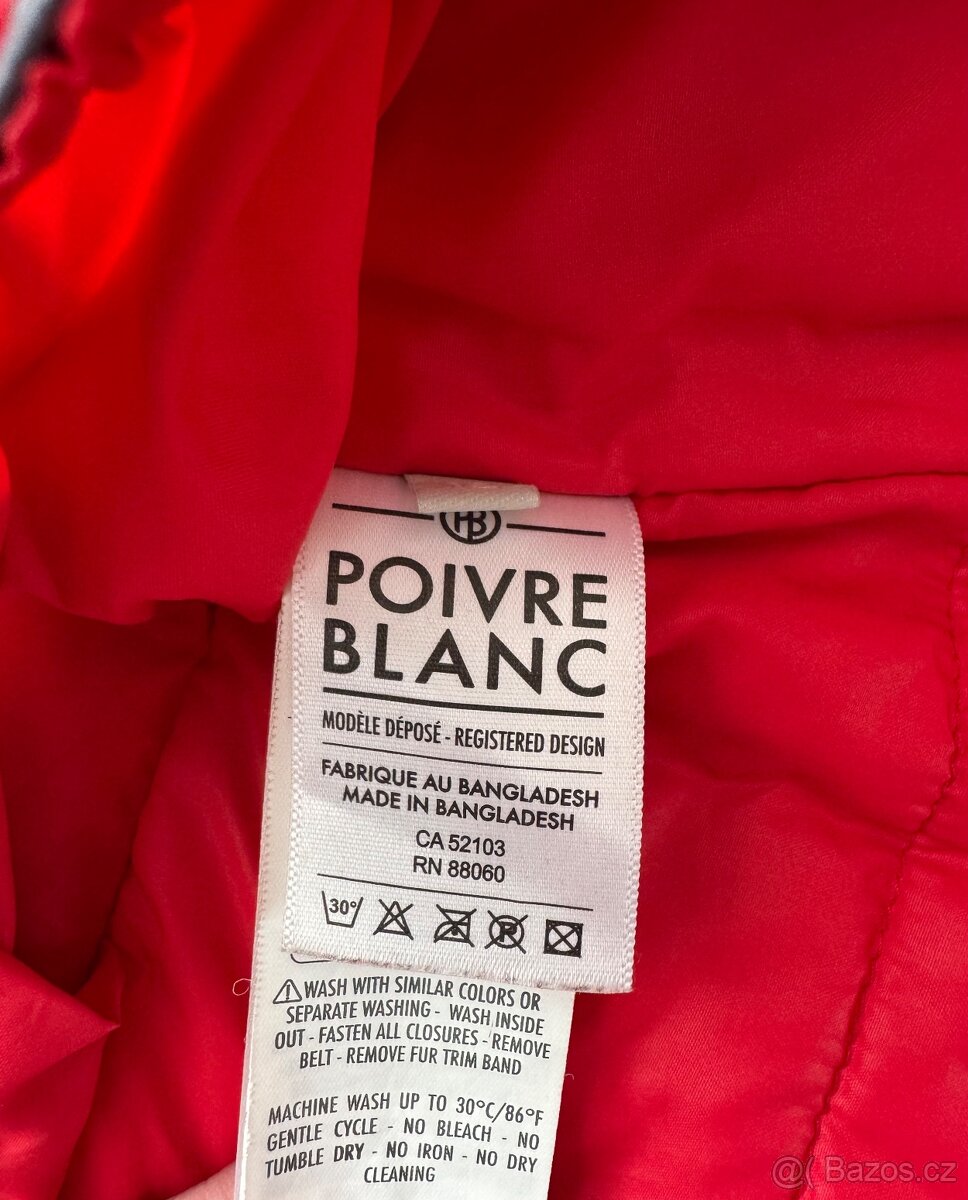 PB
POIVRE
BLANC
MODÈLE DÉPOSÉ - REGISTERED DESIGN
FABRIQUE AU BANGLADESH
MADE IN BANGLADESH
CA 52103
RN 88060
30° P
WASH WITH SIMILAR COLORS OR
SEPARATE WASHING - WASH INSIDE
OUT - FASTEN ALL CLOSURES - REMOVE
BELT - REMOVE FUR TRIM BAND
MACHINE WASH UP TO 30°C/86°F
GENTLE CYCLE - NO BLEACH - NO
TUMBLE DRY - NO IRON - NO DRY
CLEANING
@( Bazos.cz